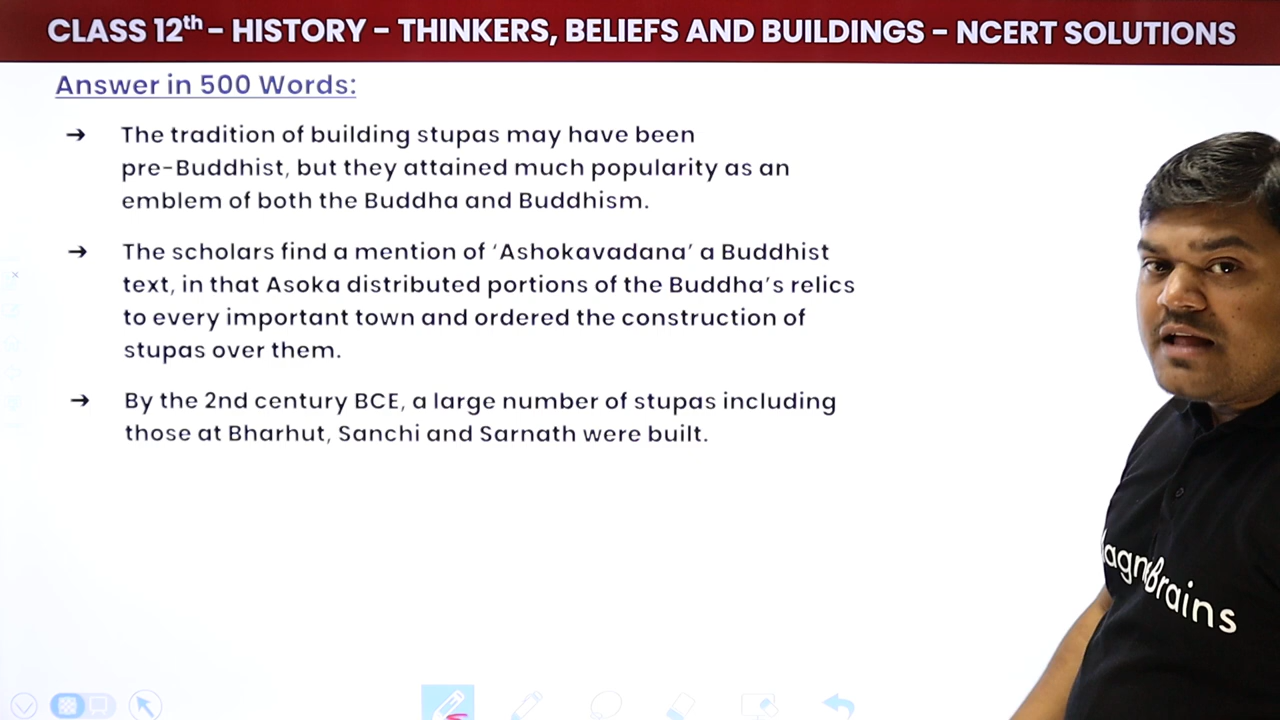 CLASS 12th – HISTORY – THINKERS, BELIEFS AND BUILDINGS – NCERT SOLUTIONS
Answer in 500 Words:
➔ The tradition of building stupas may have been
pre-Buddhist, but they attained much popularity as an
emblem of both the Buddha and Buddhism.
➔ The scholars find a mention of ‘Ashokavadana’ a Buddhist
text, in that Asoka distributed portions of the Buddha’s relics
to every important town and ordered the construction of
stupas over them.
➔ By the 2nd century BCE, a large number of stupas including
those at Bharhut, Sanchi and Sarnath were built.
Brains